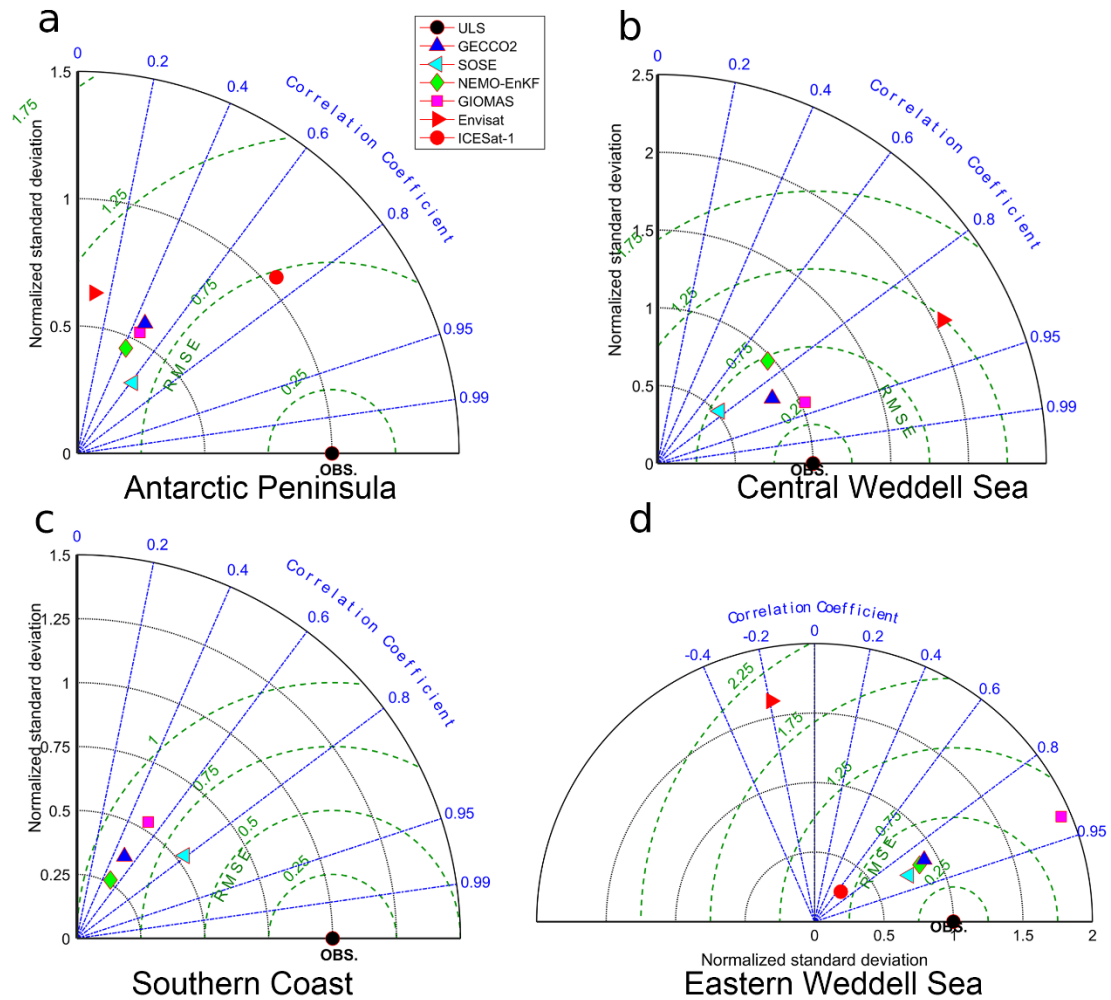 a
ULS
GECCO2
SOSE
NEMO-EnKF
GIOMAS
Envisat
ICESat-1
0
0.2
0.4
0.6
0.8
0.95
0.99
Correlation Coefficient
1.5
1
0.5
0
Normalized standard deviation
1.75
1.25
0.75
0.25
RMSE
OBS.
Antarctic Peninsula
b
0
0.2
0.4
0.6
0.8
0.95
0.99
Correlation Coefficient
2.5
2
1.5
1
0.5
0
Normalized standard deviation
1.75
1.25
0.75
0.25
RMSE
OBS.
Central Weddell Sea
c
0
0.2
0.4
0.6
0.8
0.95
0.99
Correlation Coefficient
1.5
1.25
1
0.75
0.5
0.25
0
Normalized standard deviation
1
0.75
0.5
0.25
RMSE
OBS.
Southern Coast
d
Correlation Coefficient
-0.4
-0.2
0
0.2
0.4
0.6
0.8
0.95
2.25
1.75
1.25
0.75
0.25
RMSE
OBS.
0
0.5
1
1.5
2
Normalized standard deviation
Eastern Weddell Sea